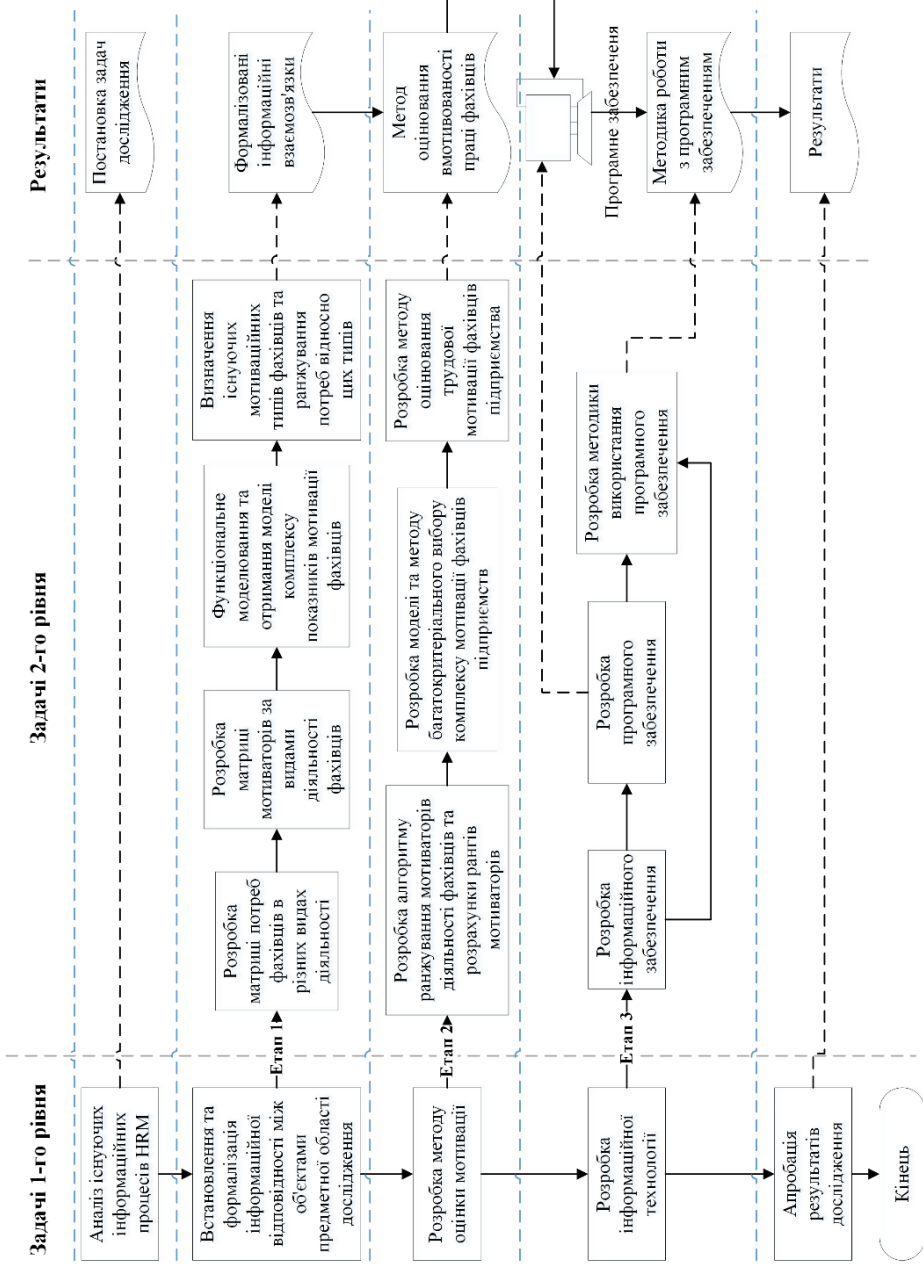 Задачі 1-го рівня
Задачі 2-го рівня
Результати
Аналіз існуючих
інформаційних
процесів HRM
Постановка задач
дослідження
Встановлення та
формалізація
інформаційної
відповідності між
об'єктами
предметної області
дослідження
Етап 1
Розробка
матриці потреб
фахівців в
різних видах
діяльності
Розробка
матриці
мотиваторів за
видами
діяльності
фахівців
Функціональне
моделювання та
отримання моделі
комплексу
показників мотивації
фахівців
Визначення
існуючих
мотиваційних
типів фахівців та
ранжування
потреб відносно
цих типів
Формалізовані
інформаційні
взаємозв'язки
Розробка методу
оцінки мотивації
Етап 2
Розробка алгоритму
ранжування мотиваторів
діяльності фахівців та
розрахунки рангів
мотиваторів
Розробка моделі та методу
багатокритеріального вибору
комплексу мотивації фахівців
підприємств
Розробка методу
оцінювання
трудової
мотивації фахівців
підприємства
Метод
оцінювання
вмотивованості
праці фахівців
Розробка
інформаційної
технології
Етап 3
Розробка
інформаційного
забезпечення
Розробка
програмного
забезпечення
Розробка методики
використання
програмного
забезпечення
Програмне забезпеченя
Методика роботи
з програмним
забезпеченням
Апробація
результатів
дослідження
Результати
Кінець